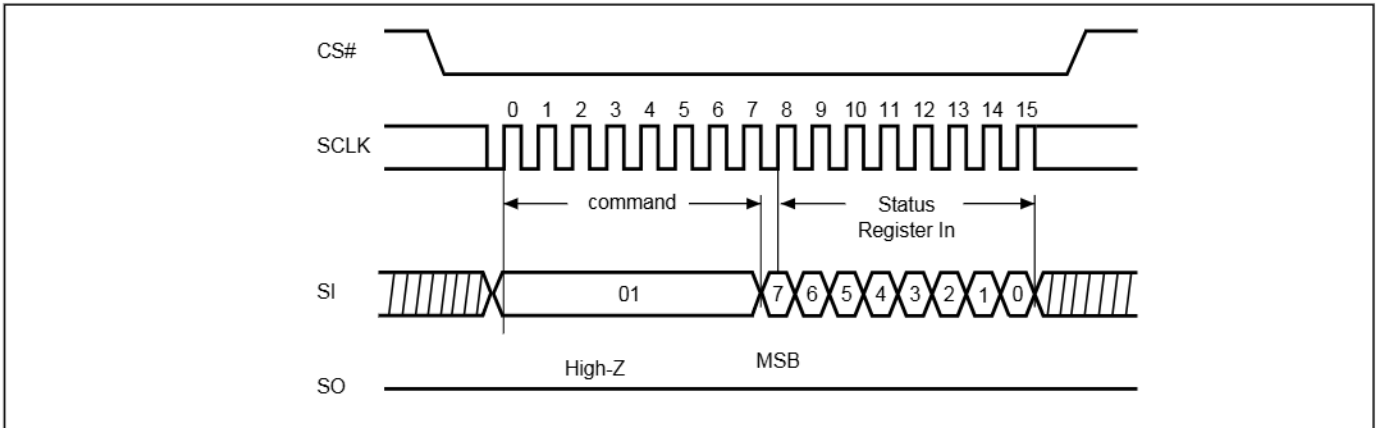 CS#
0 1 2 3 4 5 6 7 8 9 10 11 12 13 14 15
SCLK
command
Status
Register In
SI
01
7 6 5 4 3 2 1 0
MSB
High-Z
SO